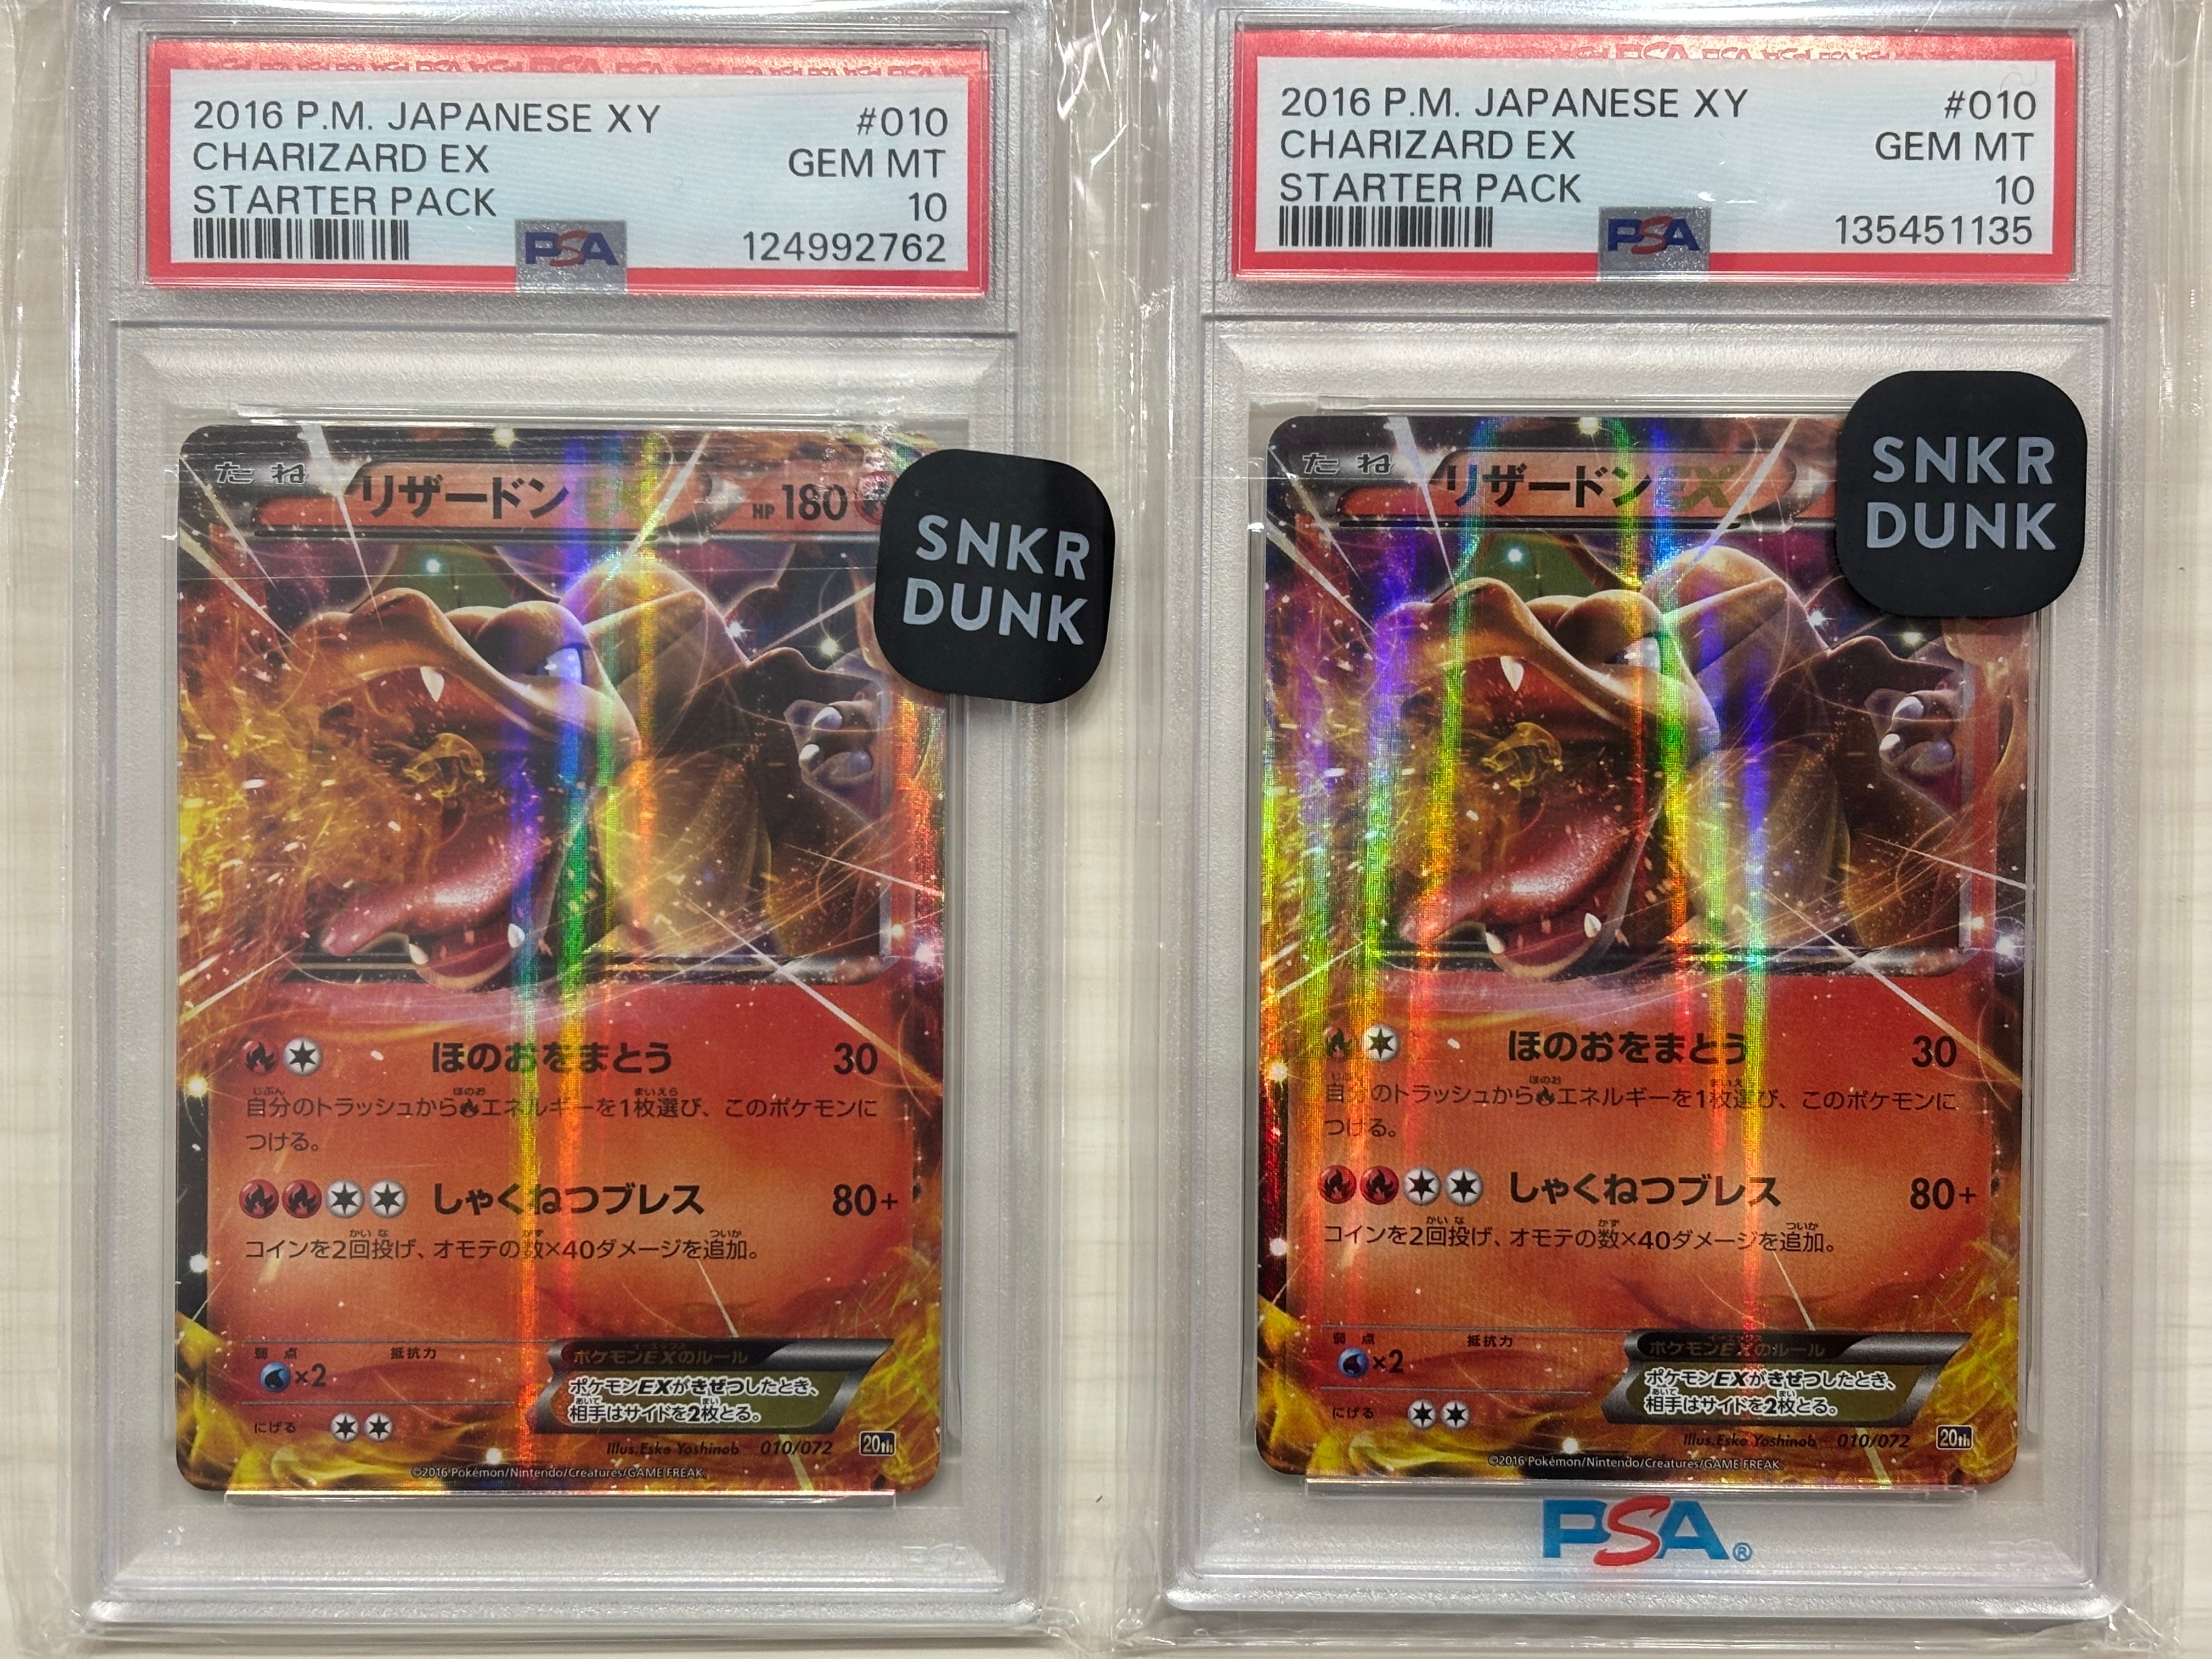 2016 P.M. JAPANESE XY #010
CHARIZARD EX GEM MT
STARTER PACK 10
PSA 124992762
たね リザードンEX HP180
SNKR
DUNK
ほのおをまとう 30
自分のトラッシュから エネルギーを1枚選び、このポケモンに
つける。
しゃくねつブレス 80+
コインを2回投げ、オモテの数×40ダメージを追加。
弱点 抵抗力
×2
にげる
ポケモンEXのルール
ポケモンEXがきぜつしたとき、
相手はサイドを2枚とる。
Illus.Eske Yoshinob 010/072 20th
©2016 Pokémon/Nintendo/Creatures/GAME FREAK
2016 P.M. JAPANESE XY #010
CHARIZARD EX GEM MT
STARTER PACK 10
PSA 135451135
たね リザードンEX
SNKR
DUNK
ほのおをまとう 30
自分のトラッシュから エネルギーを1枚選び、このポケモンに
つける。
しゃくねつブレス 80+
コインを2回投げ、オモテの数×40ダメージを追加。
弱点 抵抗力
×2
にげる
ポケモンEXのルール
ポケモンEXがきぜつしたとき、
相手はサイドを2枚とる。
Illus.Eske Yoshinob 010/072 20th
©2016 Pokémon/Nintendo/Creatures/GAME FREAK
PSA®